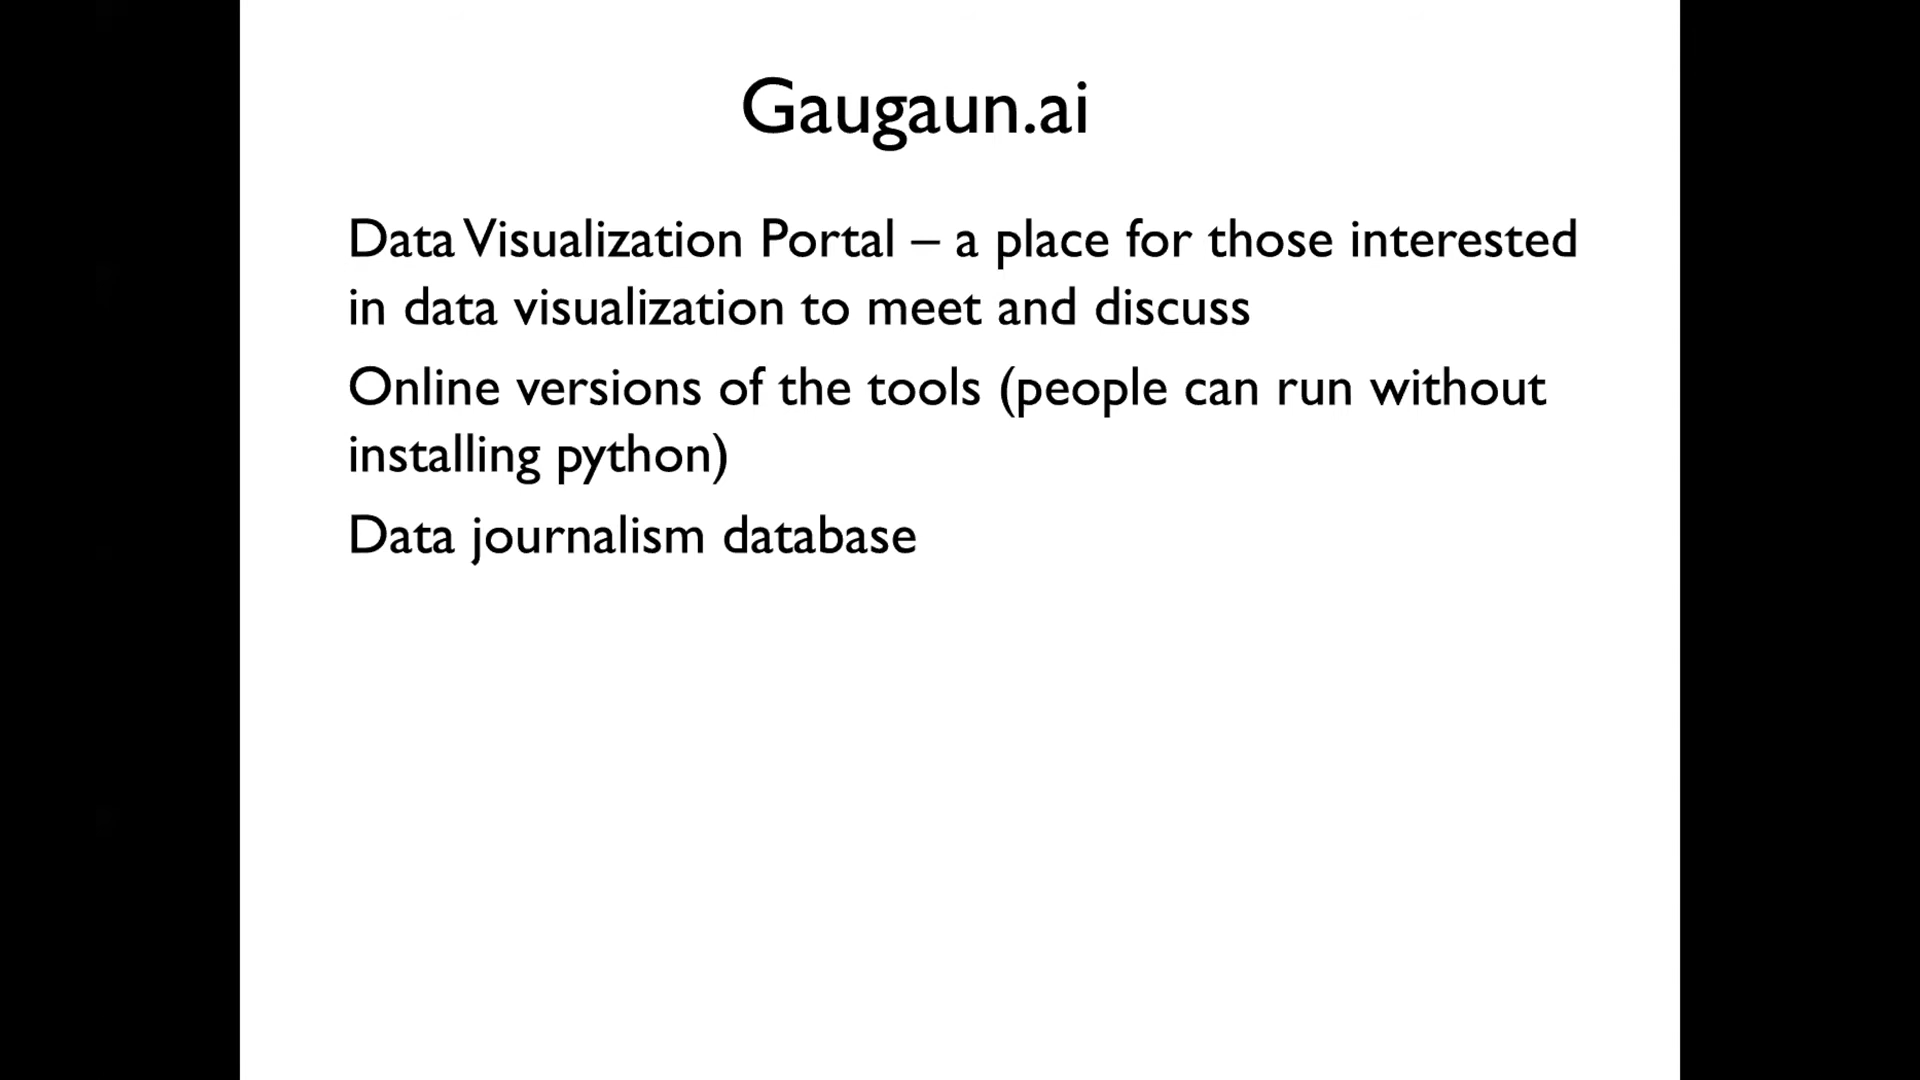 Gaugaun.ai
Data Visualization Portal – a place for those interested
in data visualization to meet and discuss
Online versions of the tools (people can run without
installing python)
Data journalism database